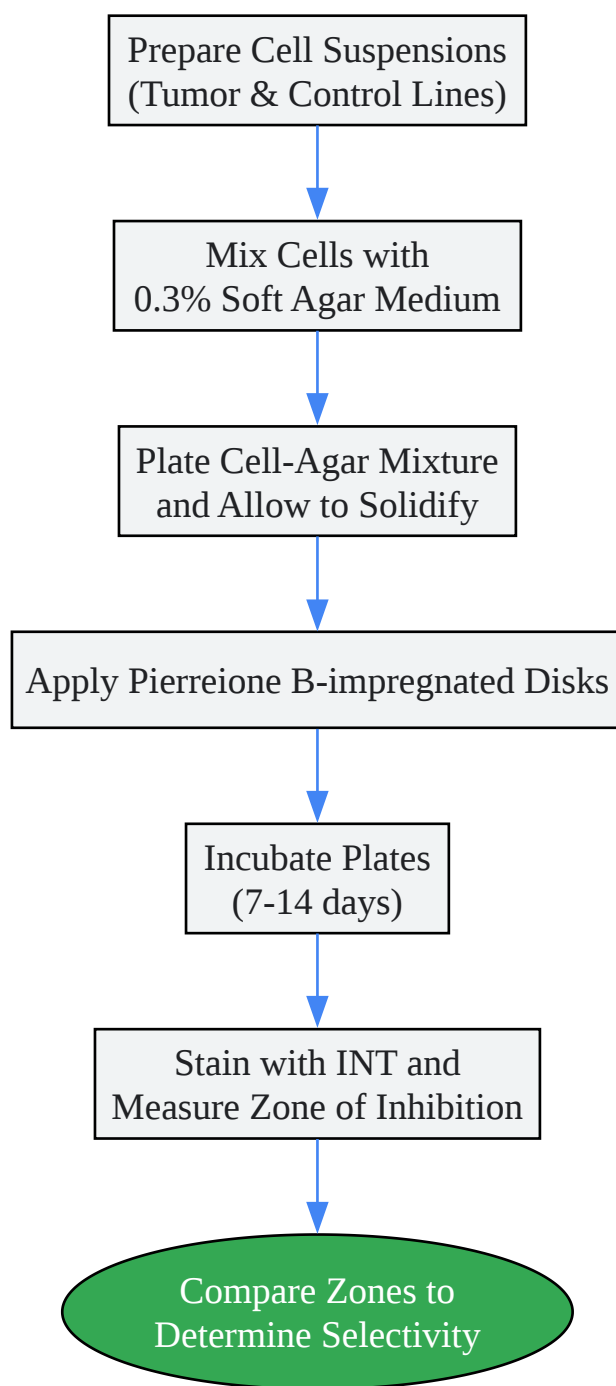 Prepare Cell Suspensions
(Tumor & Control Lines)
Mix Cells with
0.3% Soft Agar Medium
Plate Cell-Agar Mixture
and Allow to Solidify
Apply Pierreione B-impregnated Disks
Incubate Plates
(7-14 days)
Stain with INT and
Measure Zone of Inhibition
Compare Zones to
Determine Selectivity